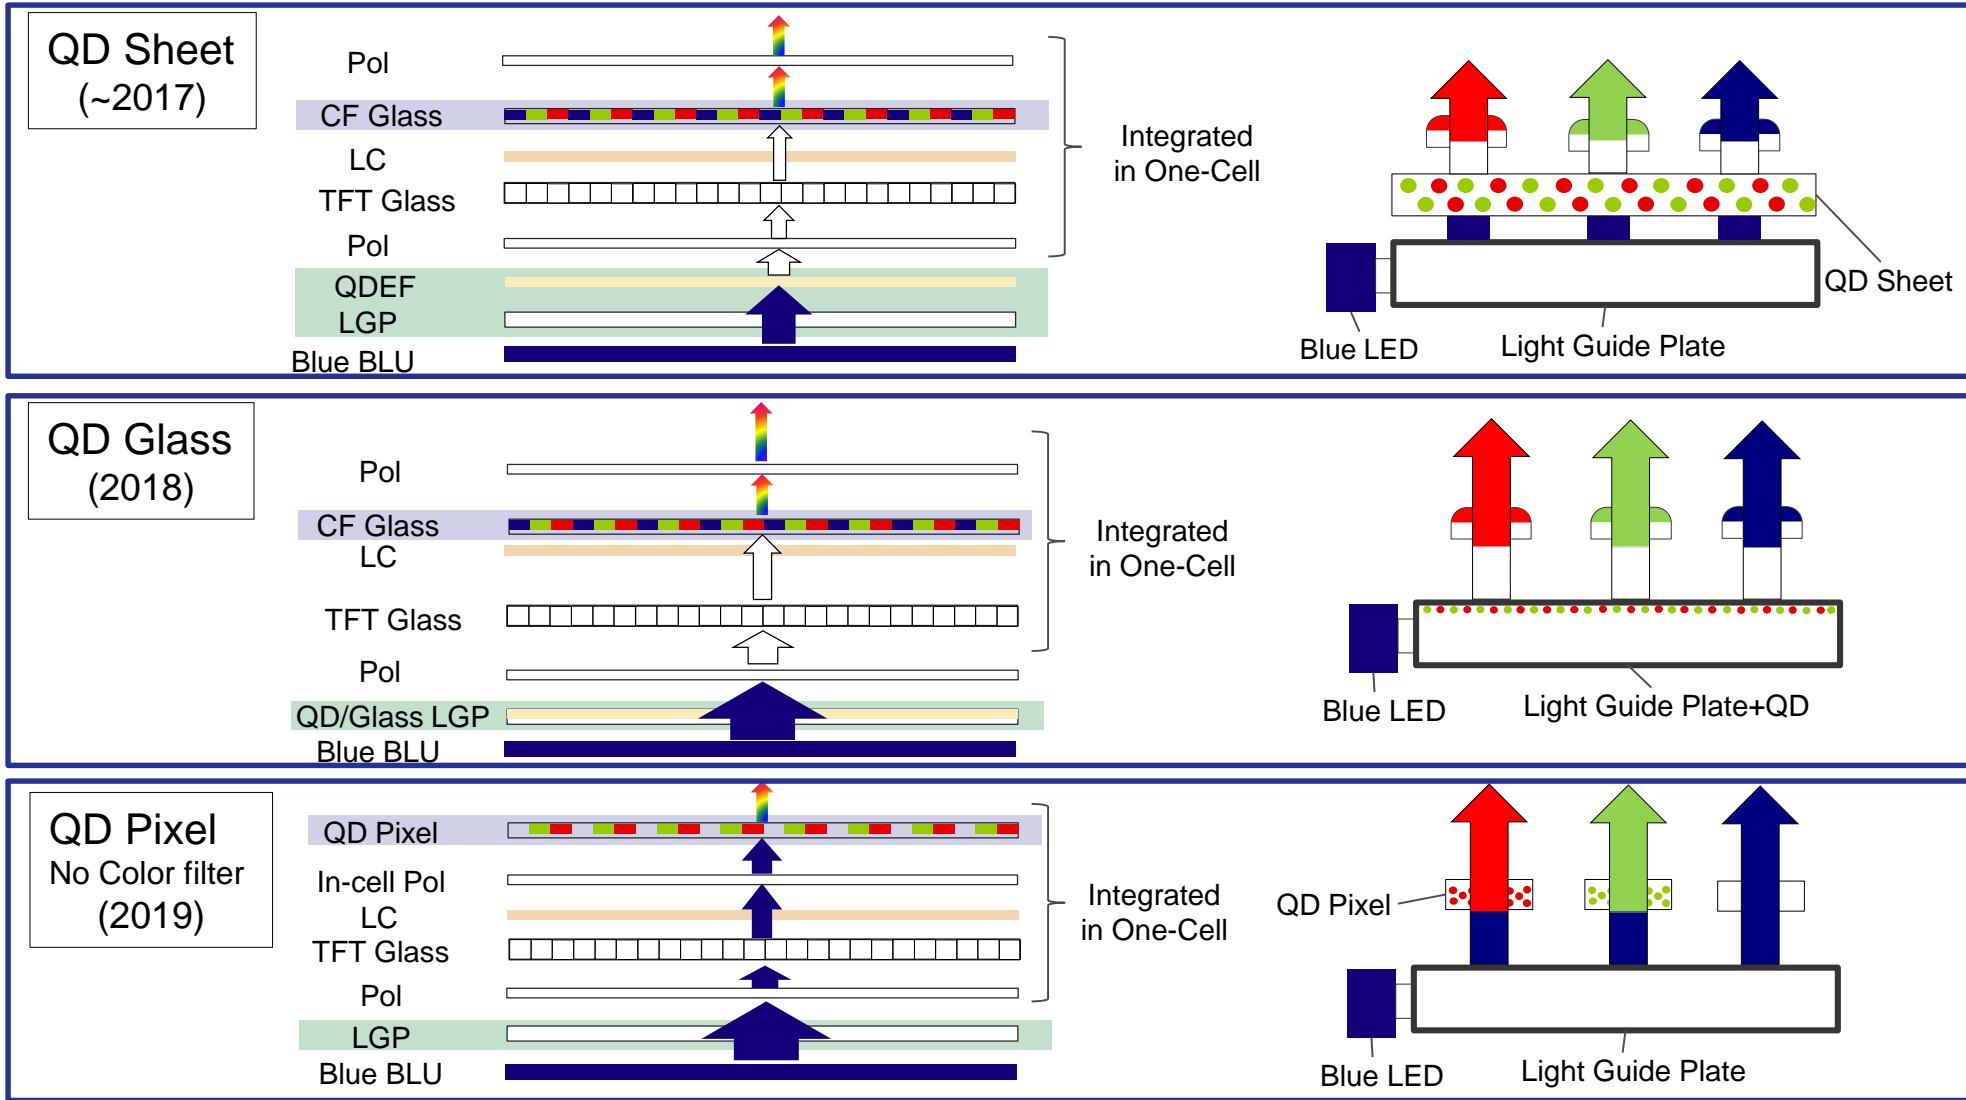 QD Sheet
(~2017)
Pol
CF Glass
LC
TFT Glass
Pol
QDEF
LGP
Blue BLU
Integrated
in One-Cell
QD Sheet
Blue LED
Light Guide Plate
QD Glass
(2018)
Pol
CF Glass
LC
TFT Glass
Pol
QD/Glass LGP
Blue BLU
Integrated
in One-Cell
Blue LED
Light Guide Plate+QD
QD Pixel
No Color filter
(2019)
QD Pixel
In-cell Pol
LC
TFT Glass
Pol
LGP
Blue BLU
Integrated
in One-Cell
QD Pixel
Blue LED
Light Guide Plate